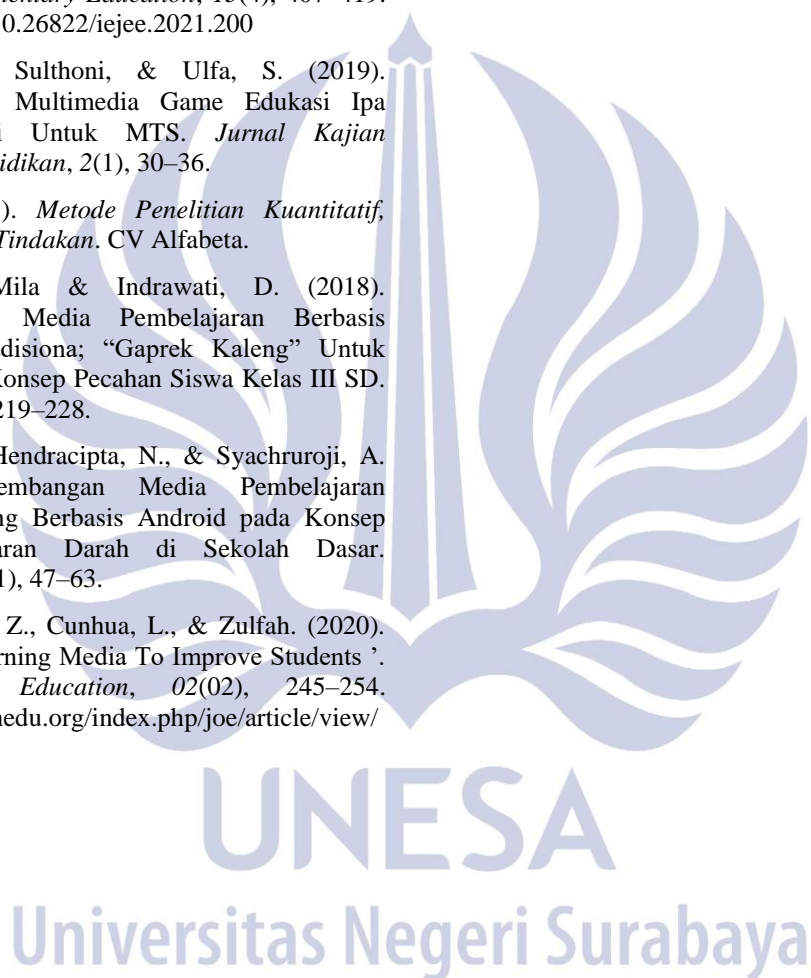 mentary Education, 13(4), 407–419.
0.26822/iejee.2021.200
Sulthoni, & Ulfa, S. (2019).
Multimedia Game Edukasi Ipa
i Untuk MTS. Jurnal Kajian
idikan, 2(1), 30–36.
). Metode Penelitian Kuantitatif,
Tindakan. CV Alfabeta.
Mila & Indrawati, D. (2018).
Media Pembelajaran Berbasis
adisiona; “Gaprek Kaleng” Untuk
Konsep Pecahan Siswa Kelas III SD.
219–228.
Hendracipta, N., & Syachruroji, A.
embangan Media Pembelajaran
ng Berbasis Android pada Konsep
aran Darah di Sekolah Dasar.
1), 47–63.
Z., Cunhua, L., & Zulfah. (2020).
rning Media To Improve Students ’.
Education, 02(02), 245–254.
nedu.org/index.php/joe/article/view/
UNESA
Universitas Negeri Surabaya